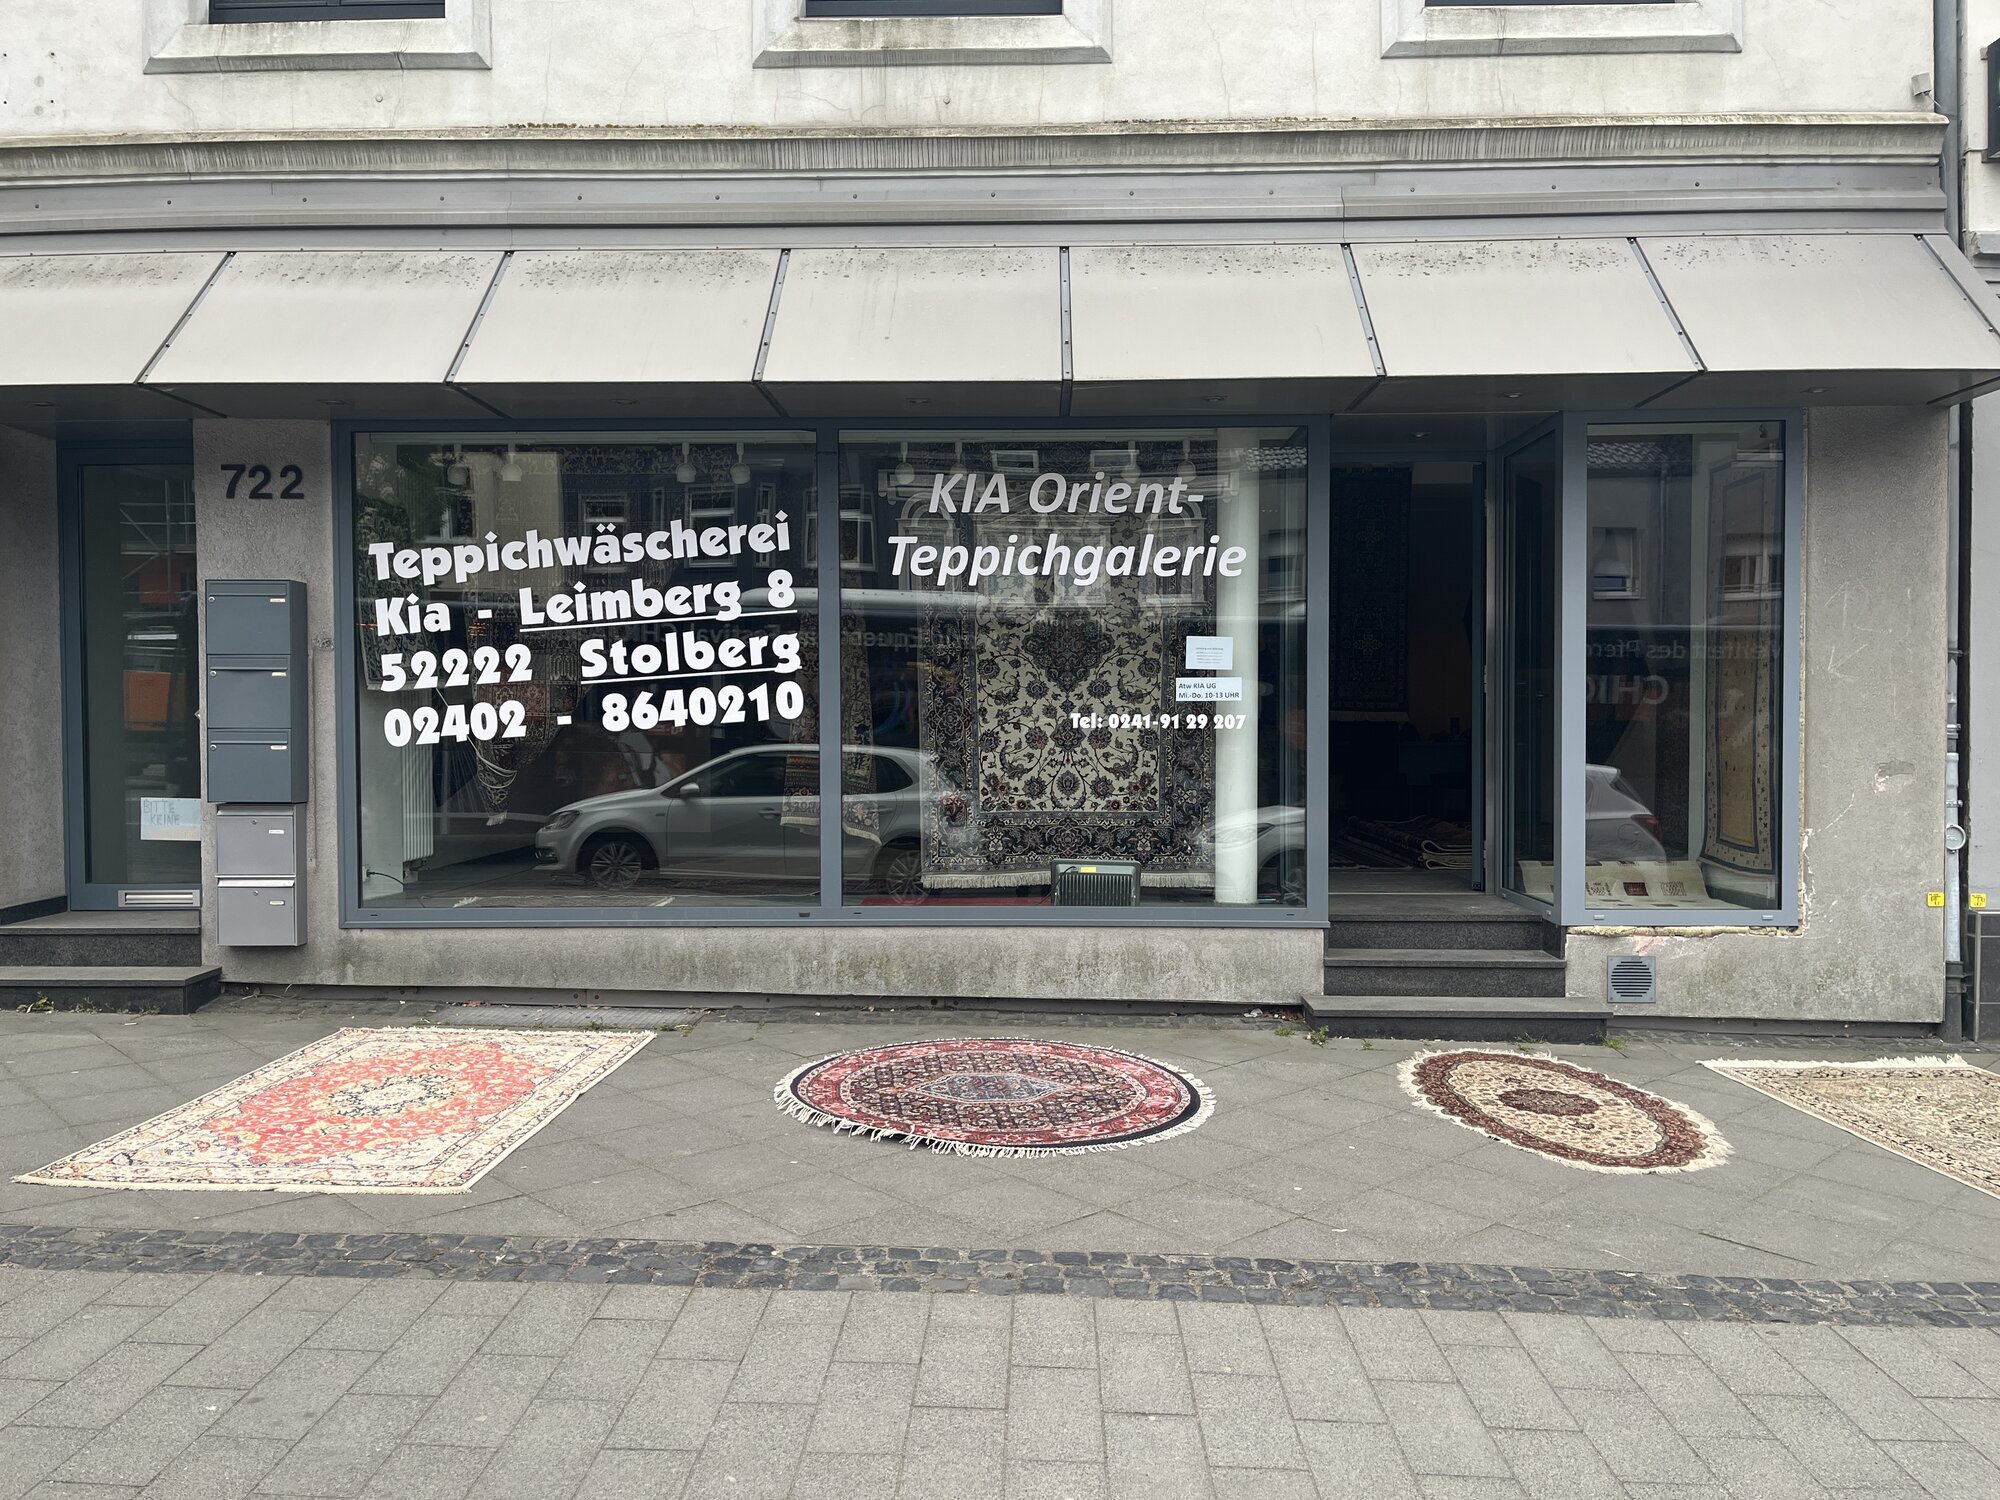 722
Teppichwäscherei
Kia - Leimberg 8
52222 Stolberg
02402 - 8640210
KIA Orient-
Teppichgalerie
Atw KIA UG
Mi.-Do. 10-13 UHR
Tel: 0241-91 29 207
BITTE
KEINE